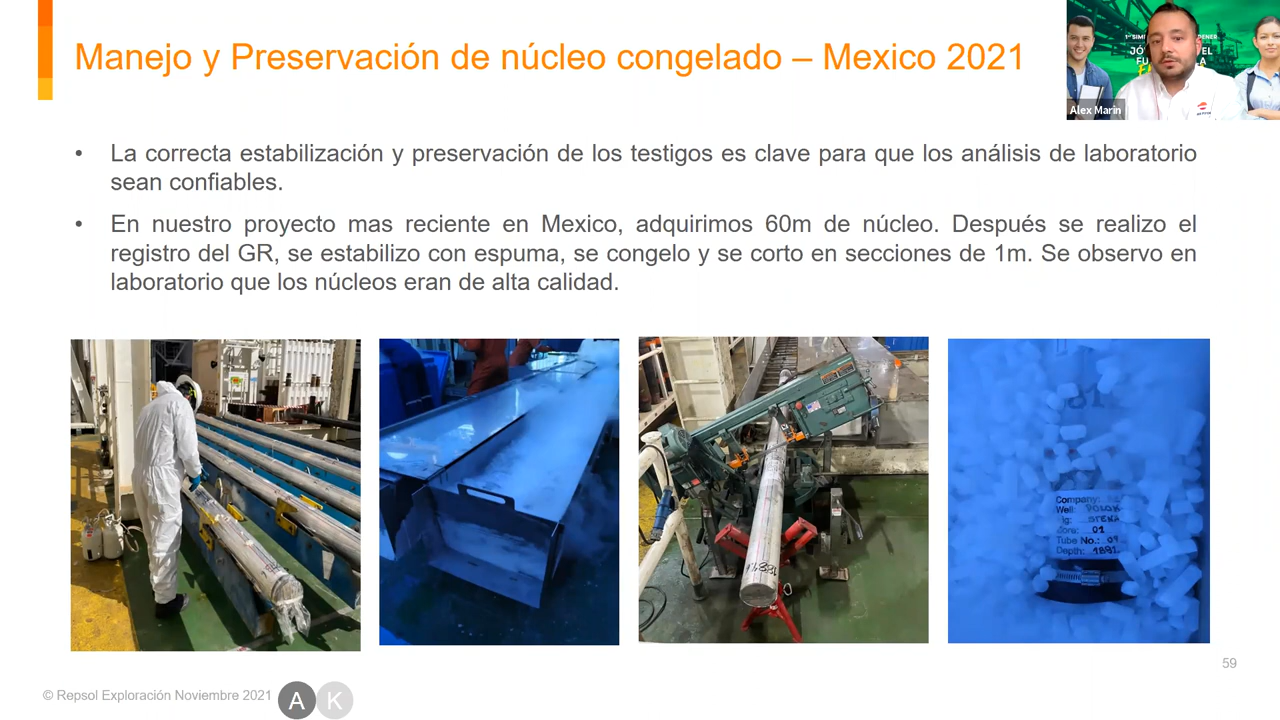 Manejo y Preservación de núcleo congelado – Mexico 2021
Alex Marin
• La correcta estabilización y preservación de los testigos es clave para que los análisis de laboratorio
sean confiables.
• En nuestro proyecto mas reciente en Mexico, adquirimos 60m de núcleo. Después se realizo el
registro del GR, se estabilizo con espuma, se congelo y se corto en secciones de 1m. Se observo en
laboratorio que los núcleos eran de alta calidad.
Company:
Well:
01
Tube No.:
Depth: 1881
59
© Repsol Exploración Noviembre 2021
A K